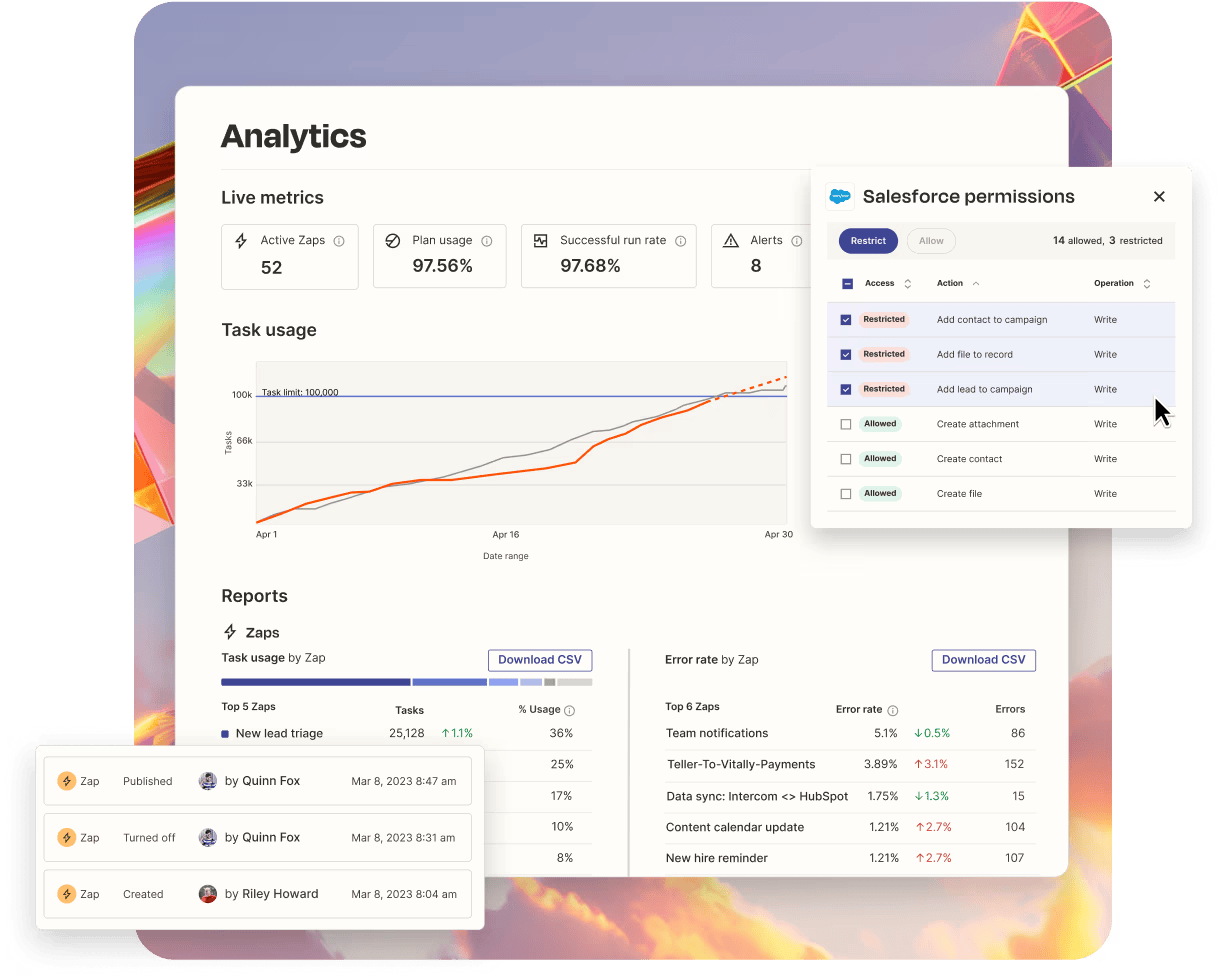 Analytics
Live metrics
Active Zaps
52
Plan usage
97.56%
Successful run rate
97.68%
Alerts
8
Task usage
100k
66k
33k
Tasks
Task limit: 100,000
Apr 1 Apr 16 Apr 30
Date range
Salesforce permissions
Restrict Allow 14 allowed, 3 restricted
Access Action Operation
Restricted Add contact to campaign Write
Restricted Add file to record Write
Restricted Add lead to campaign Write
Allowed Create attachment Write
Allowed Create contact Write
Allowed Create file Write
Reports
Zaps
Task usage by Zap Download CSV
Top 5 Zaps Tasks % Usage
New lead triage 25,128 ↑1.1% 36%
25%
17%
10%
8%
Error rate by Zap Download CSV
Top 6 Zaps Error rate Errors
Team notifications 5.1% ↓0.5% 86
Teller-To-Vitally-Payments 3.89% ↑3.1% 152
Data sync: Intercom <> HubSpot 1.75% ↓1.3% 15
Content calendar update 1.21% ↑2.7% 104
New hire reminder 1.21% ↑2.7% 107
Zap Published by Quinn Fox Mar 8, 2023 8:47 am
Zap Turned off by Quinn Fox Mar 8, 2023 8:31 am
Zap Created by Riley Howard Mar 8, 2023 8:04 am